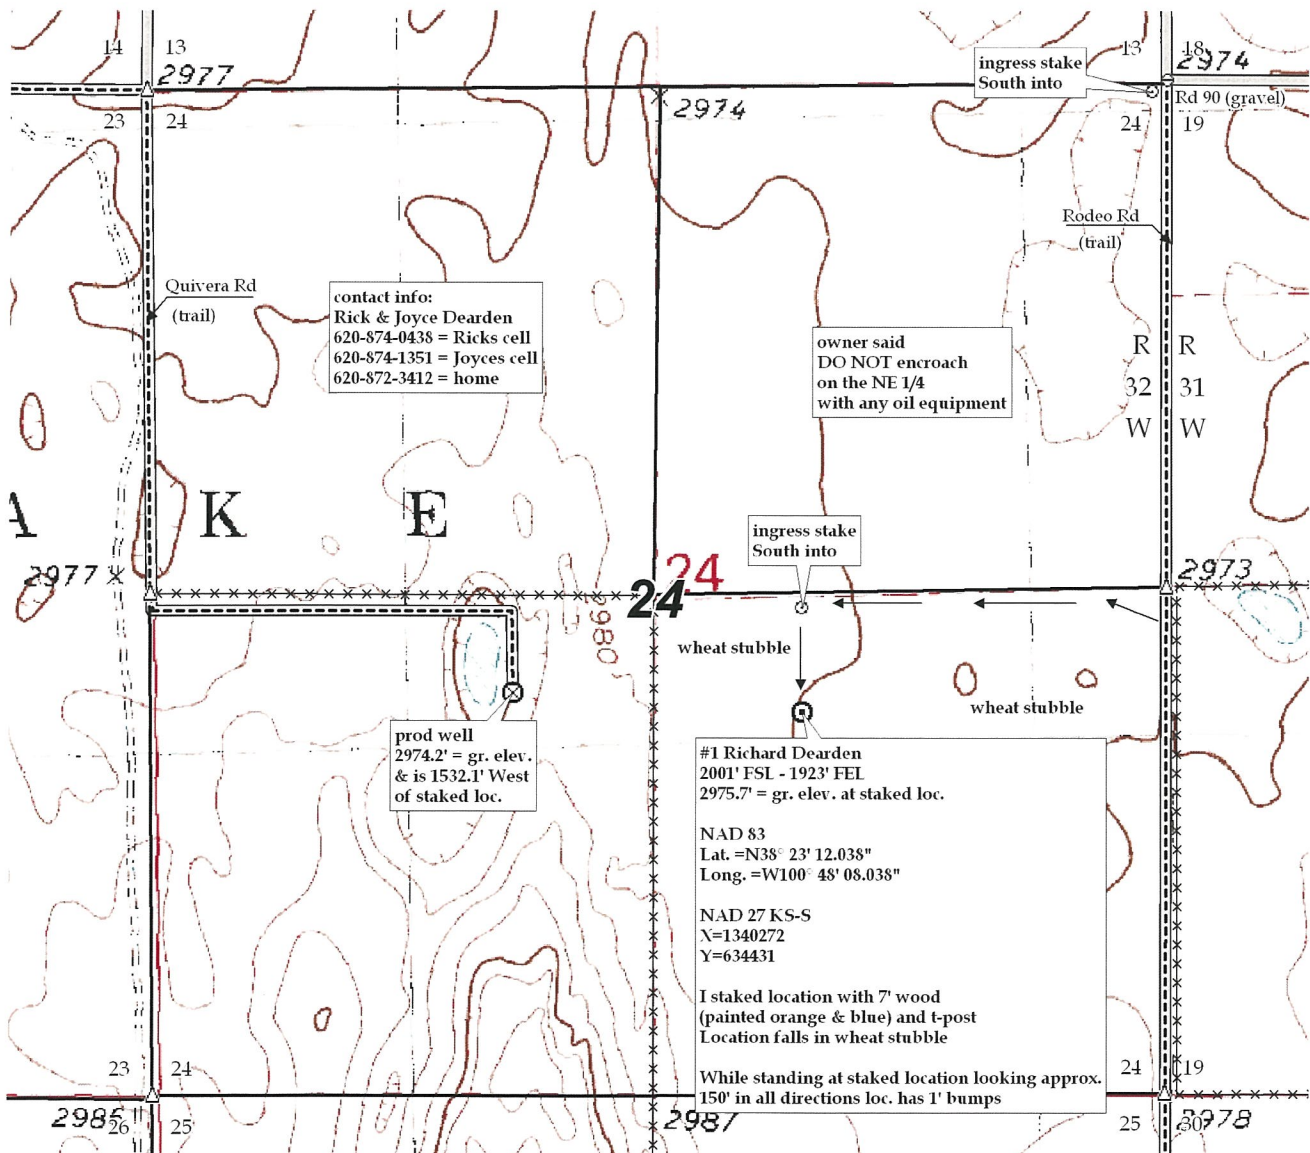 14 13
2977
13 18
2974
ingress stake
South into
Rd 90 (gravel)
23 24
2974
24 19
Rodeo Rd
(trail)
Quivera Rd
(trail)
contact info:
Rick & Joyce Dearden
620-874-0438 = Ricks cell
620-874-1351 = Joyces cell
620-872-3412 = home
owner said
DO NOT encroach
on the NE 1/4
with any oil equipment
R R
32 31
W W
A K E
ingress stake
South into
2977
24
24
2973
2980
wheat stubble
wheat stubble
prod well
2974.2' = gr. elev.
& is 1532.1' West
of staked loc.
#1 Richard Dearden
2001' FSL - 1923' FEL
2975.7' = gr. elev. at staked loc.
NAD 83
Lat. =N38° 23' 12.038"
Long. =W100° 48' 08.038"
NAD 27 KS-S
X=1340272
Y=634431
I staked location with 7' wood
(painted orange & blue) and t-post
Location falls in wheat stubble
While standing at staked location looking approx.
150' in all directions loc. has 1' bumps
23 24
24 19
26 25
2987
25 30
2978